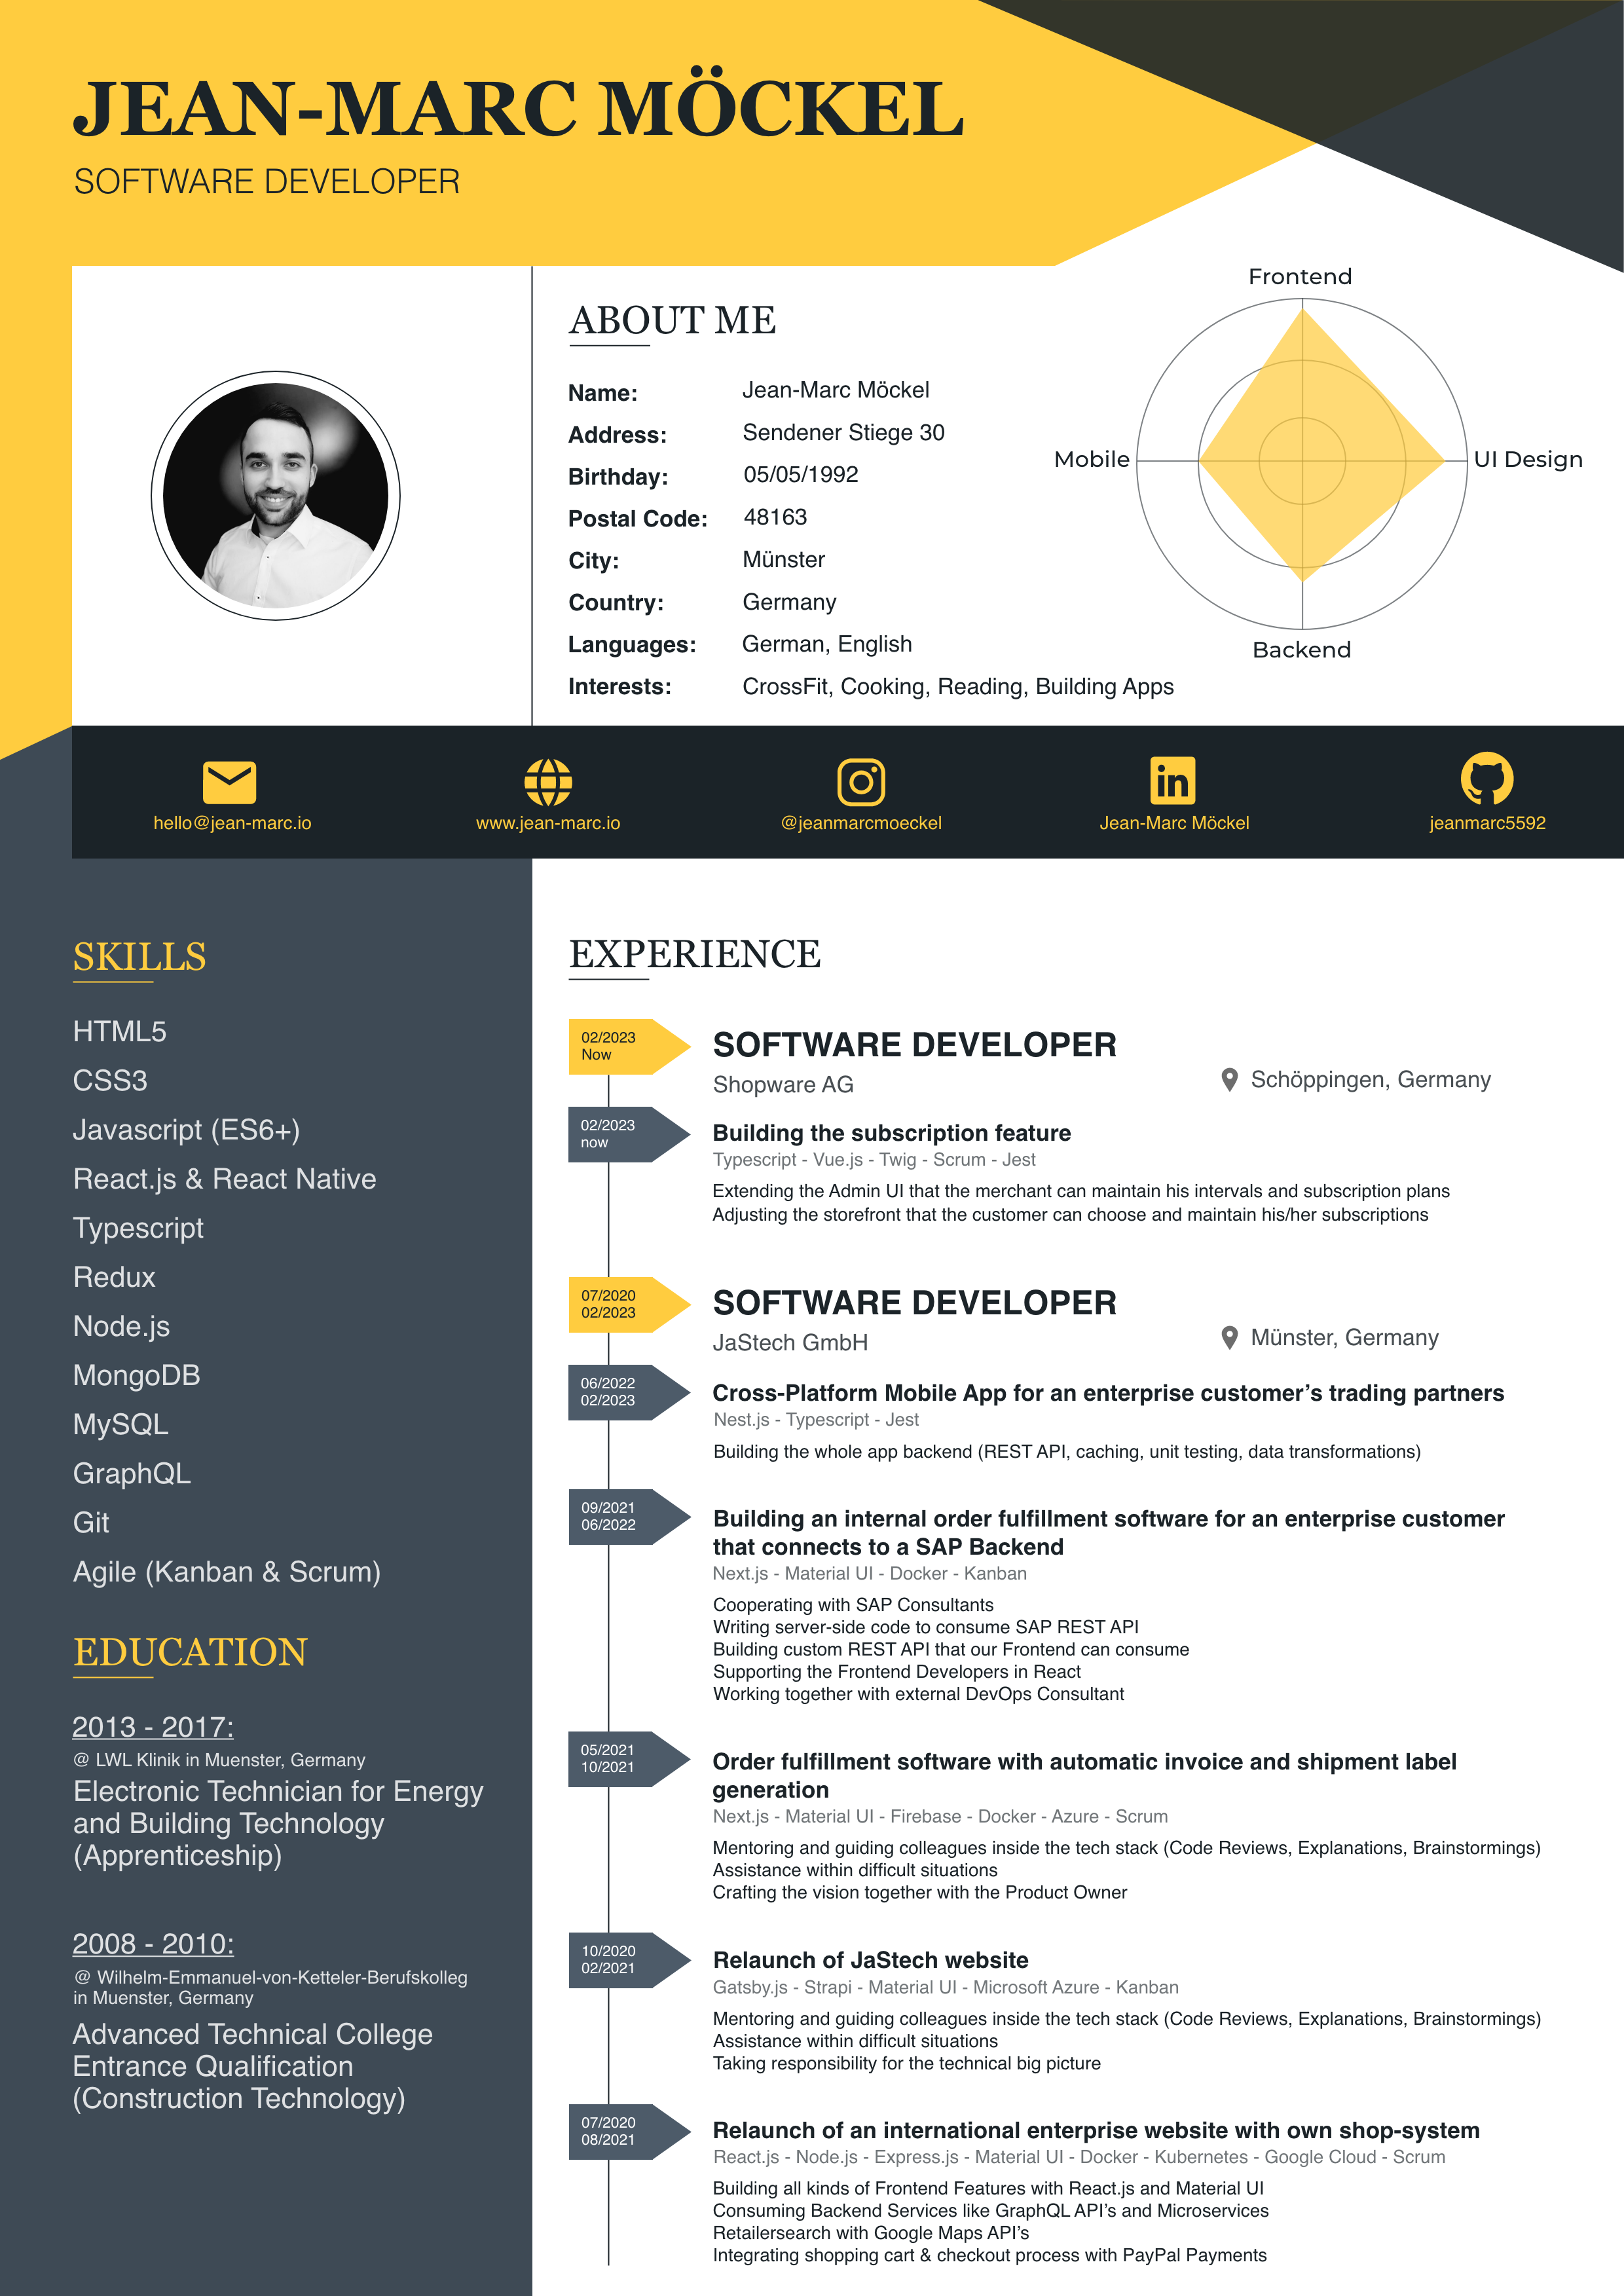 JEAN-MARC MÖCKEL
SOFTWARE DEVELOPER
ABOUT ME
Name: Jean-Marc Möckel
Address: Sendener Stiege 30
Birthday: 05/05/1992
Postal Code: 48163
City: Münster
Country: Germany
Languages: German, English
Interests: CrossFit, Cooking, Reading, Building Apps
Frontend
Mobile
UI Design
Backend
hello@jean-marc.io
www.jean-marc.io
@jeanmarcmoeckel
in
Jean-Marc Möckel
jeanmarc5592
SKILLS
HTML5
CSS3
Javascript (ES6+)
React.js & React Native
Typescript
Redux
Node.js
MongoDB
MySQL
GraphQL
Git
Agile (Kanban & Scrum)
EDUCATION
2013 - 2017:
@ LWL Klinik in Muenster, Germany
Electronic Technician for Energy
and Building Technology
(Apprenticeship)
2008 - 2010:
@ Wilhelm-Emmanuel-von-Ketteler-Berufskolleg
in Muenster, Germany
Advanced Technical College
Entrance Qualification
(Construction Technology)
EXPERIENCE
02/2023
Now
SOFTWARE DEVELOPER
Shopware AG
Schöppingen, Germany
02/2023
now
Building the subscription feature
Typescript - Vue.js - Twig - Scrum - Jest
Extending the Admin UI that the merchant can maintain his intervals and subscription plans
Adjusting the storefront that the customer can choose and maintain his/her subscriptions
07/2020
02/2023
SOFTWARE DEVELOPER
JaStech GmbH
Münster, Germany
06/2022
02/2023
Cross-Platform Mobile App for an enterprise customer’s trading partners
Nest.js - Typescript - Jest
Building the whole app backend (REST API, caching, unit testing, data transformations)
09/2021
06/2022
Building an internal order fulfillment software for an enterprise customer
that connects to a SAP Backend
Next.js - Material UI - Docker - Kanban
Cooperating with SAP Consultants
Writing server-side code to consume SAP REST API
Building custom REST API that our Frontend can consume
Supporting the Frontend Developers in React
Working together with external DevOps Consultant
05/2021
10/2021
Order fulfillment software with automatic invoice and shipment label
generation
Next.js - Material UI - Firebase - Docker - Azure - Scrum
Mentoring and guiding colleagues inside the tech stack (Code Reviews, Explanations, Brainstormings)
Assistance within difficult situations
Crafting the vision together with the Product Owner
10/2020
02/2021
Relaunch of JaStech website
Gatsby.js - Strapi - Material UI - Microsoft Azure - Kanban
Mentoring and guiding colleagues inside the tech stack (Code Reviews, Explanations, Brainstormings)
Assistance within difficult situations
Taking responsibility for the technical big picture
07/2020
08/2021
Relaunch of an international enterprise website with own shop-system
React.js - Node.js - Express.js - Material UI - Docker - Kubernetes - Google Cloud - Scrum
Building all kinds of Frontend Features with React.js and Material UI
Consuming Backend Services like GraphQL API’s and Microservices
Retailersearch with Google Maps API’s
Integrating shopping cart & checkout process with PayPal Payments